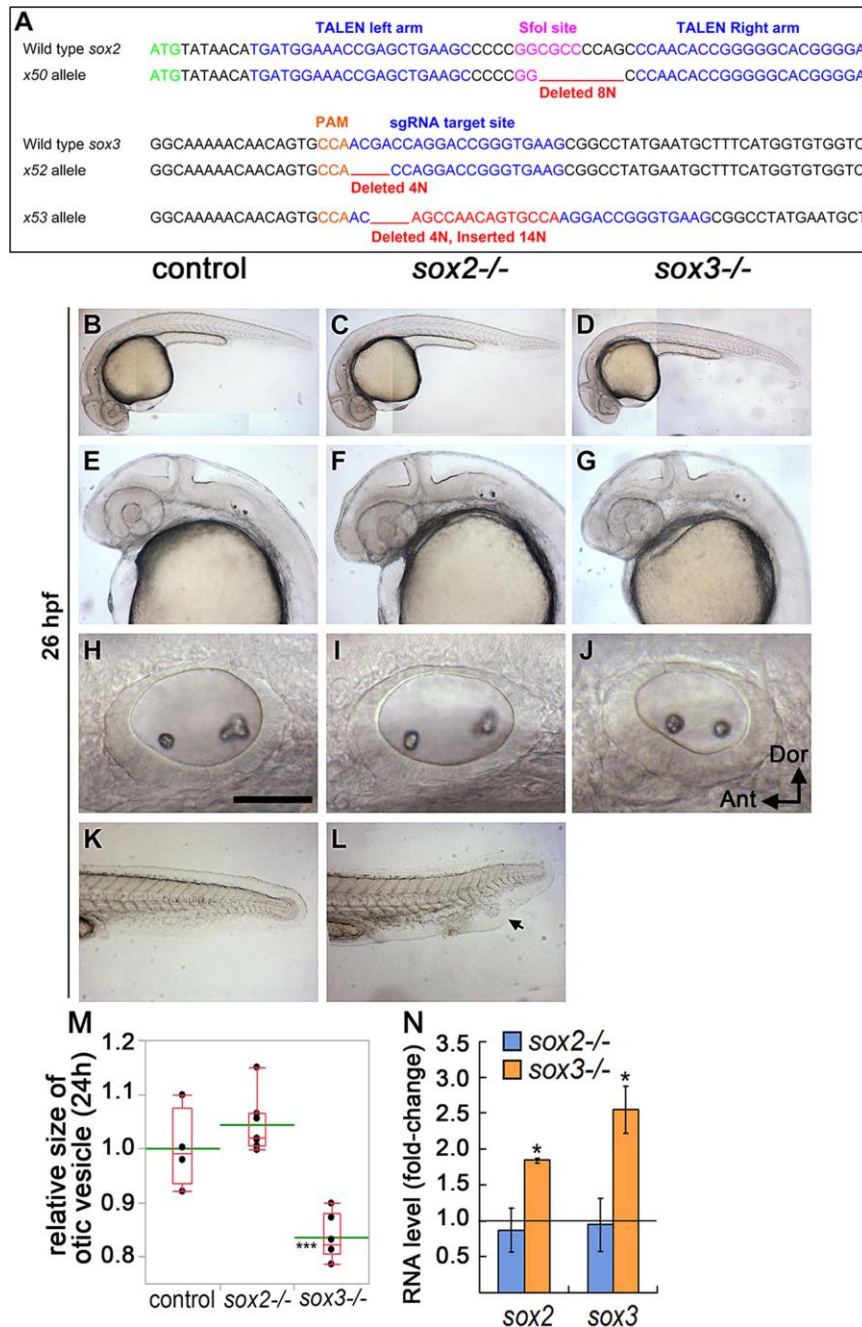 A
TALEN left arm SfoI site TALEN Right arm
Wild type sox2 ATGTATAACATGATGGAAACCGAGCTGAAGCCCCCGGCGCCCCAGCCCAACACCGGGGGCACGGGGA
x50 allele ATGTATAACATGATGGAAACCGAGCTGAAGCCCCCGG CCCAACACCGGGGGCACGGGGA
Deleted 8N
PAM sgRNA target site
Wild type sox3 GGCAAAAACAACAGTGCCAACGACCAGGACCGGGTGAAGCGGCCTATGAATGCTTTCATGGTGTGGTC
x52 allele GGCAAAAACAACAGTGCCA CCAGGACCGGGTGAAGCGGCCTATGAATGCTTTCATGGTGTGGTC
Deleted 4N
x53 allele GGCAAAAACAACAGTGCCAAC AGCCAACAGTGCCAAGGACCGGGTGAAGCGGCCTATGAATGCT
Deleted 4N, Inserted 14N
control sox2-/- sox3-/-
26 hpf
B C D
E F G
H I J
Dor
Ant
K L
M
relative size of
otic vesicle (24h)
1.2
1.1
1.0
0.9
0.8
***
control sox2-/- sox3-/-
N
RNA level (fold-change)
3.5
3.0
2.5
2.0
1.5
1.0
0.5
sox2-/-
sox3-/-
* *
sox2 sox3